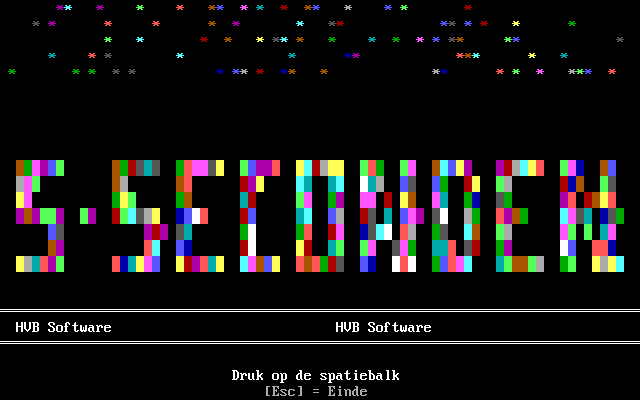 5-SECONDEN
HVB Software HVB Software
Druk op de spatiebalk
[Esc] = Einde